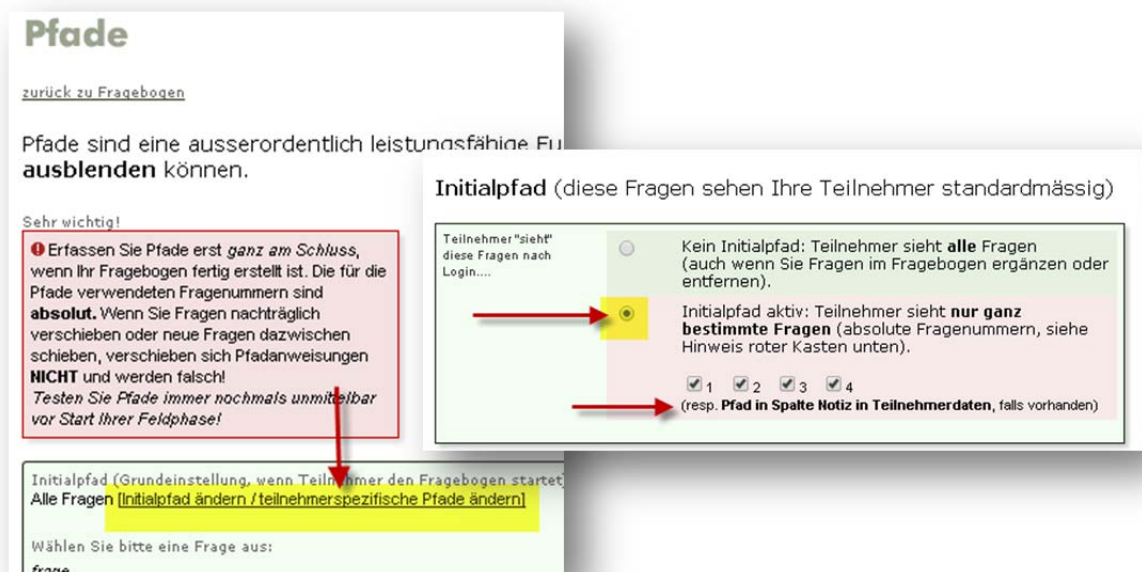 Pfade
zurück zu Fragebogen
Pfade sind eine ausserordentlich leistungsfähige Fu
ausblenden können.
Sehr wichtig!
Erfassen Sie Pfade erst ganz am Schluss,
wenn Ihr Fragebogen fertig erstellt ist. Die für die
Pfade verwendeten Fragenummern sind
absolut. Wenn Sie Fragen nachträglich
verschieben oder neue Fragen dazwischen
schieben, verschieben sich Pfadanweisungen
NICHT und werden falsch!
Testen Sie Pfade immer nochmals unmittelbar
vor Start Ihrer Feldphase!
Initialpfad (Grundeinstellung, wenn Teilnehmer den Fragebogen startet)
Alle Fragen [Initialpfad ändern / teilnehmerspezifische Pfade ändern]
Wählen Sie bitte eine Frage aus:
frage
Initialpfad (diese Fragen sehen Ihre Teilnehmer standardmässig)
Teilnehmer "sieht"
diese Fragen nach
Login....
Kein Initialpfad: Teilnehmer sieht alle Fragen
(auch wenn Sie Fragen im Fragebogen ergänzen oder
entfernen).
Initialpfad aktiv: Teilnehmer sieht nur ganz
bestimmte Fragen (absolute Fragenummern, siehe
Hinweis roter Kasten unten).
1 2 3 4
(resp. Pfad in Spalte Notiz in Teilnehmerdaten, falls vorhanden)